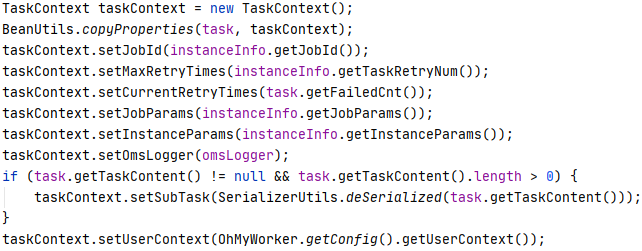 TaskContext taskContext = new TaskContext();
BeanUtils.copyProperties(task, taskContext);
taskContext.setJobId(instanceInfo.getJobId());
taskContext.setMaxRetryTimes(instanceInfo.getTaskRetryNum());
taskContext.setCurrentRetryTimes(task.getFailedCnt());
taskContext.setJobParams(instanceInfo.getJobParams());
taskContext.setInstanceParams(instanceInfo.getInstanceParams());
taskContext.setOmsLogger(omsLogger);
if (task.getTaskContent() != null && task.getTaskContent().length > 0) {
    taskContext.setSubTask(SerializerUtils.deSerialized(task.getTaskContent()));
}
taskContext.setUserContext(OhMyWorker.getConfig().getUserContext());